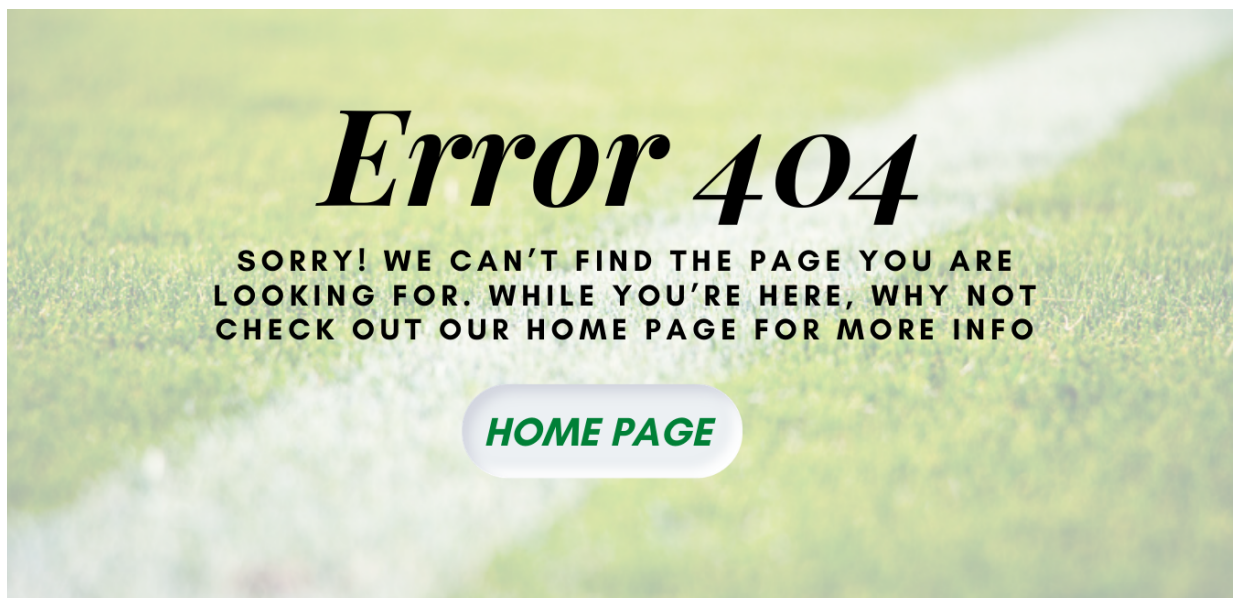 Error 404
SORRY! WE CAN’T FIND THE PAGE YOU ARE
LOOKING FOR. WHILE YOU’RE HERE, WHY NOT
CHECK OUT OUR HOME PAGE FOR MORE INFO
HOME PAGE